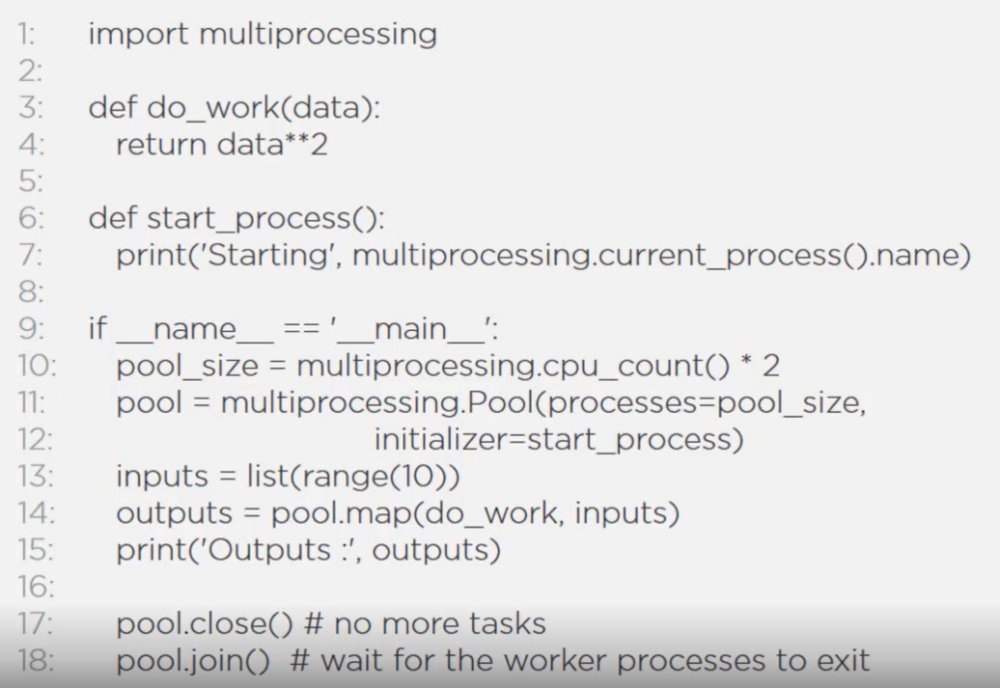 1: import multiprocessing
2:
3: def do_work(data):
4: return data**2
5:
6: def start_process():
7: print('Starting', multiprocessing.current_process().name)
8:
9: if __name__ == '__main__':
10: pool_size = multiprocessing.cpu_count() * 2
11: pool = multiprocessing.Pool(processes=pool_size,
12: initializer=start_process)
13: inputs = list(range(10))
14: outputs = pool.map(do_work, inputs)
15: print('Outputs :', outputs)
16:
17: pool.close() # no more tasks
18: pool.join() # wait for the worker processes to exit